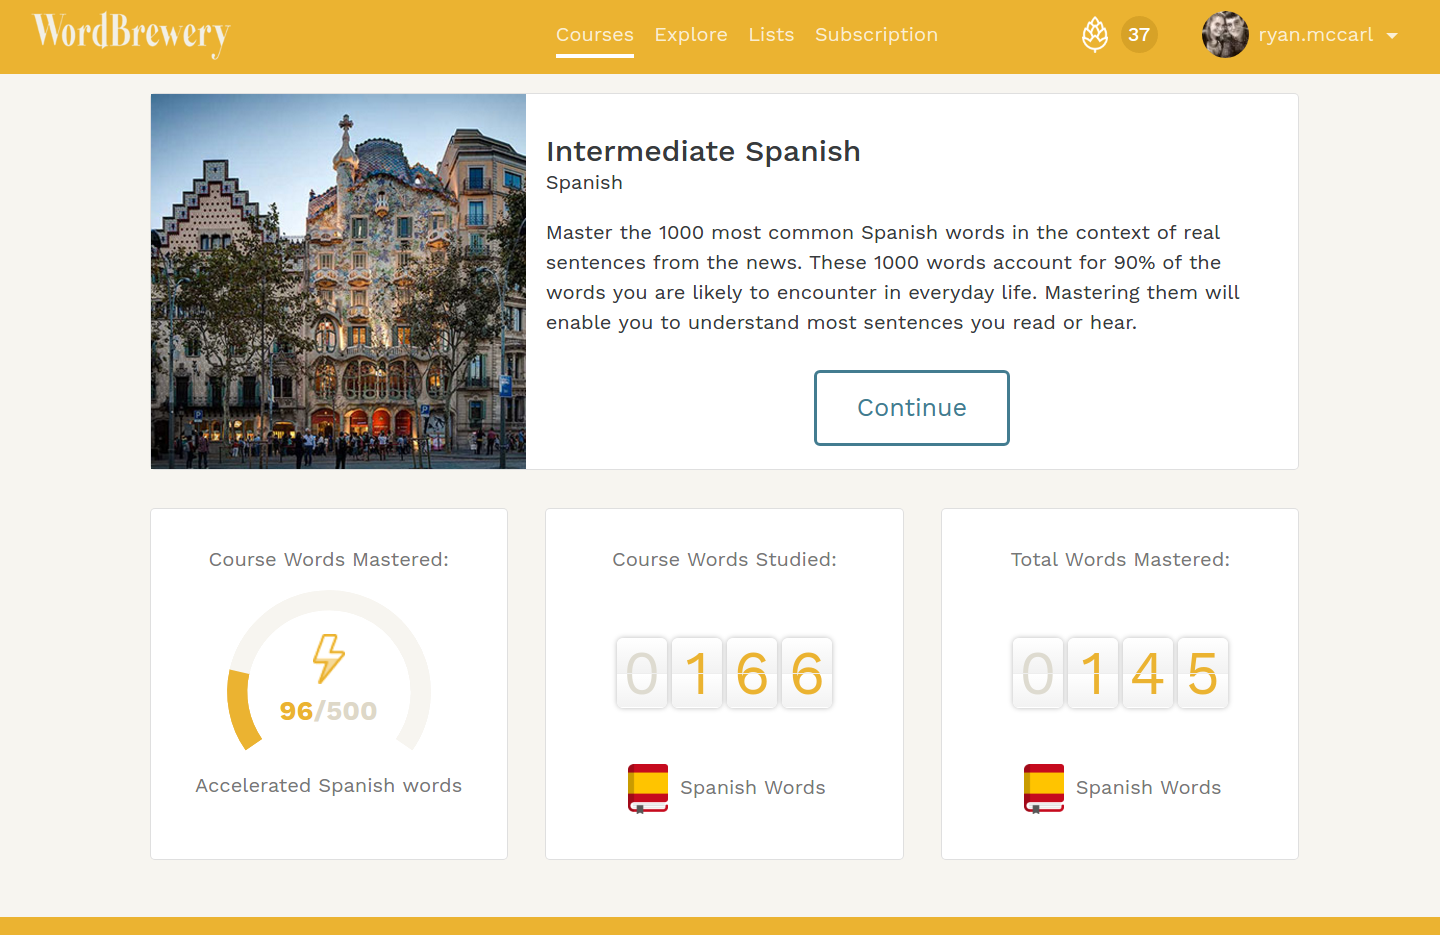 WordBrewery
Courses Explore Lists Subscription
37
ryan.mccarl
Intermediate Spanish
Spanish
Master the 1000 most common Spanish words in the context of real
sentences from the news. These 1000 words account for 90% of the
words you are likely to encounter in everyday life. Mastering them will
enable you to understand most sentences you read or hear.
Continue
Course Words Mastered:
96/500
Accelerated Spanish words
Course Words Studied:
0166
Spanish Words
Total Words Mastered:
0145
Spanish Words